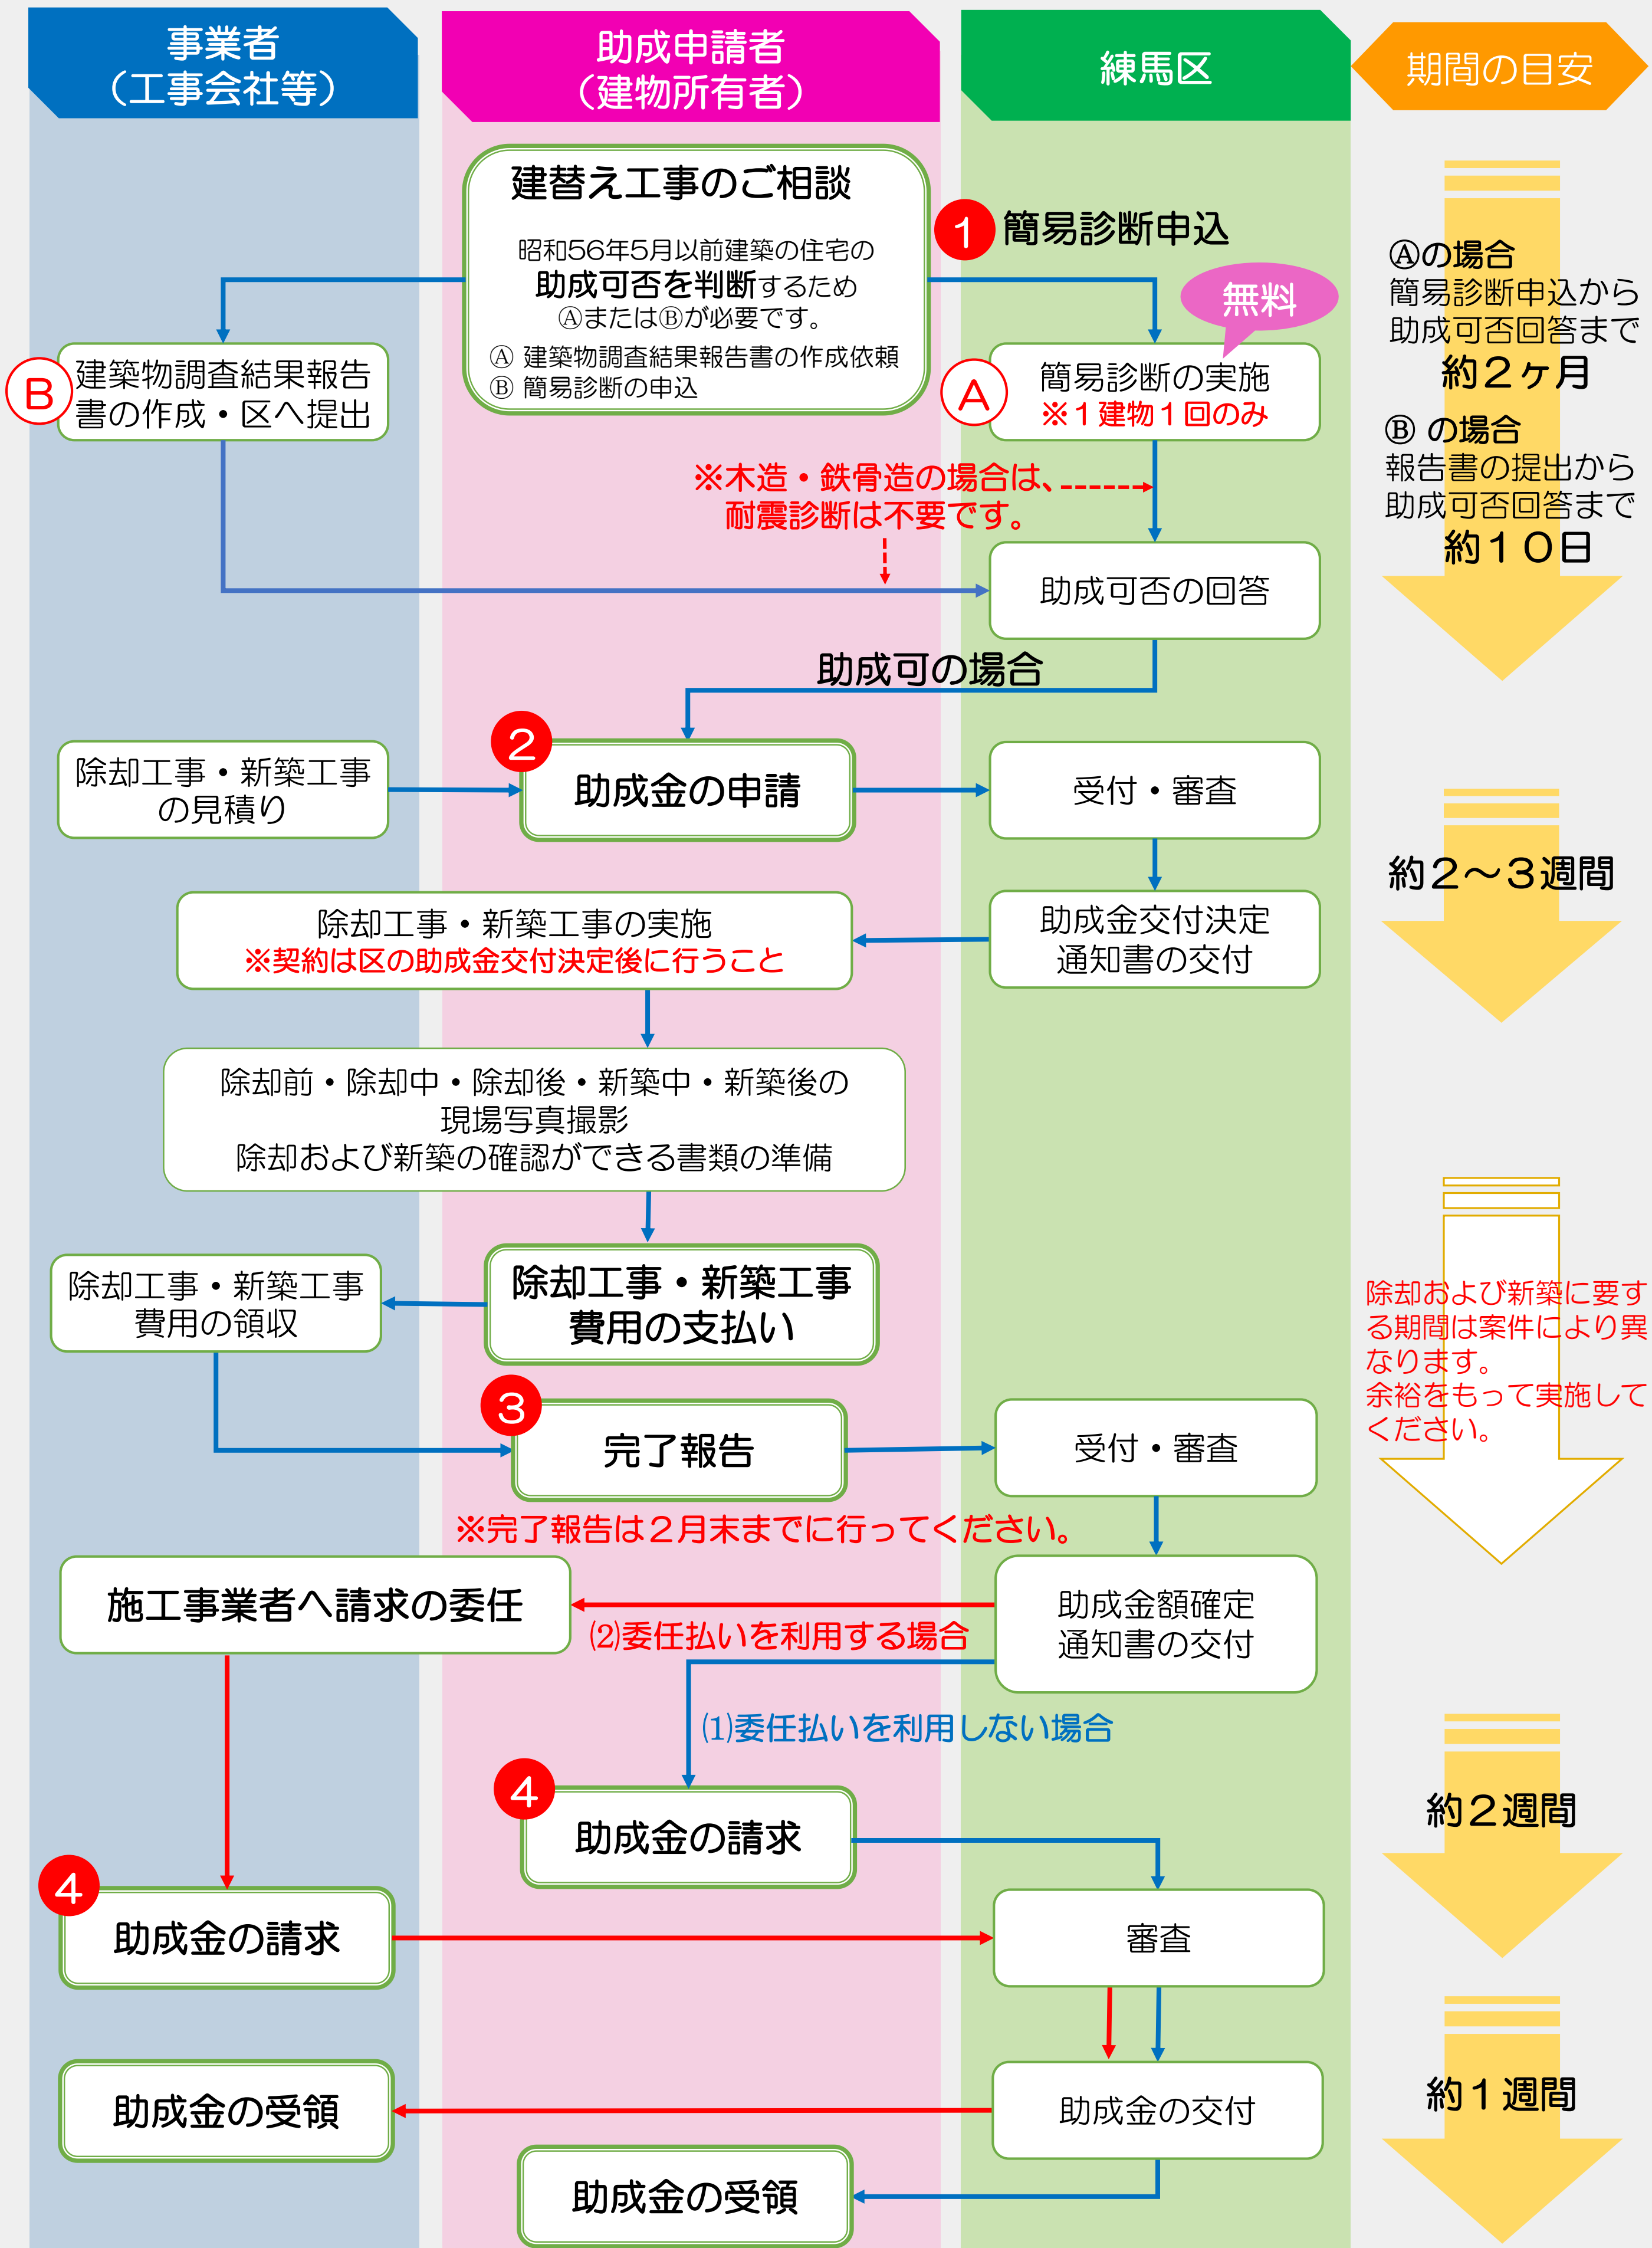 事業者
（工事会社等）
助成申請者
（建物所有者）
練馬区
期間の目安
建替え工事のご相談
昭和56年5月以前建築の住宅の
助成可否を判断するため
ⒶまたはⒷが必要です。
Ⓐ 建築物調査結果報告書の作成依頼
Ⓑ 簡易診断の申込
1 簡易診断申込
無料
B
建築物調査結果報告
書の作成・区へ提出
A
簡易診断の実施
※１建物１回のみ
Ⓐの場合
簡易診断申込から
助成可否回答まで
約２ヶ月
Ⓑ の場合
報告書の提出から
助成可否回答まで
約１０日
※木造・鉄骨造の場合は、
耐震診断は不要です。
助成可否の回答
助成可の場合
除却工事・新築工事
の見積り
2
助成金の申請
受付・審査
約２～３週間
除却工事・新築工事の実施
※契約は区の助成金交付決定後に行うこと
助成金交付決定
通知書の交付
除却前・除却中・除却後・新築中・新築後の
現場写真撮影
除却および新築の確認ができる書類の準備
除却工事・新築工事
費用の領収
除却工事・新築工事
費用の支払い
除却および新築に要す
る期間は案件により異
なります。
余裕をもって実施して
ください。
3
完了報告
受付・審査
※完了報告は２月末までに行ってください。
施工事業者へ請求の委任
⑵委任払いを利用する場合
助成金額確定
通知書の交付
⑴委任払いを利用しない場合
4
助成金の請求
約２週間
4
助成金の請求
審査
助成金の受領
助成金の交付
約１週間
助成金の受領